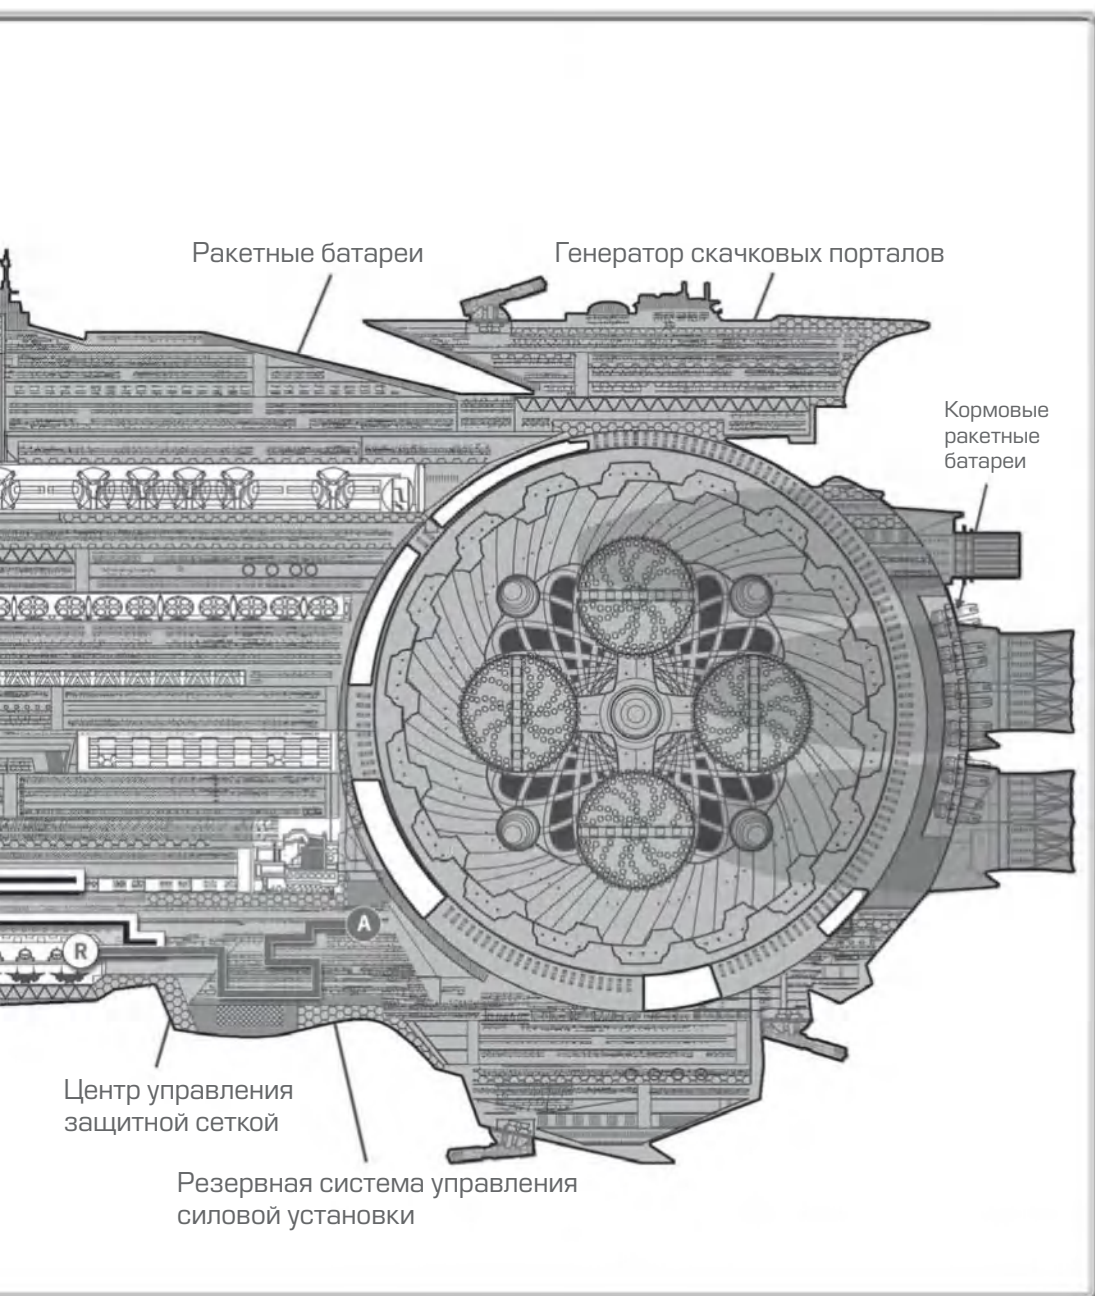 Ракетные батареи
Генератор скачковых порталов
Кормовые
ракетные
батареи
A
R
Центр управления
защитной сеткой
Резервная система управления
силовой установки